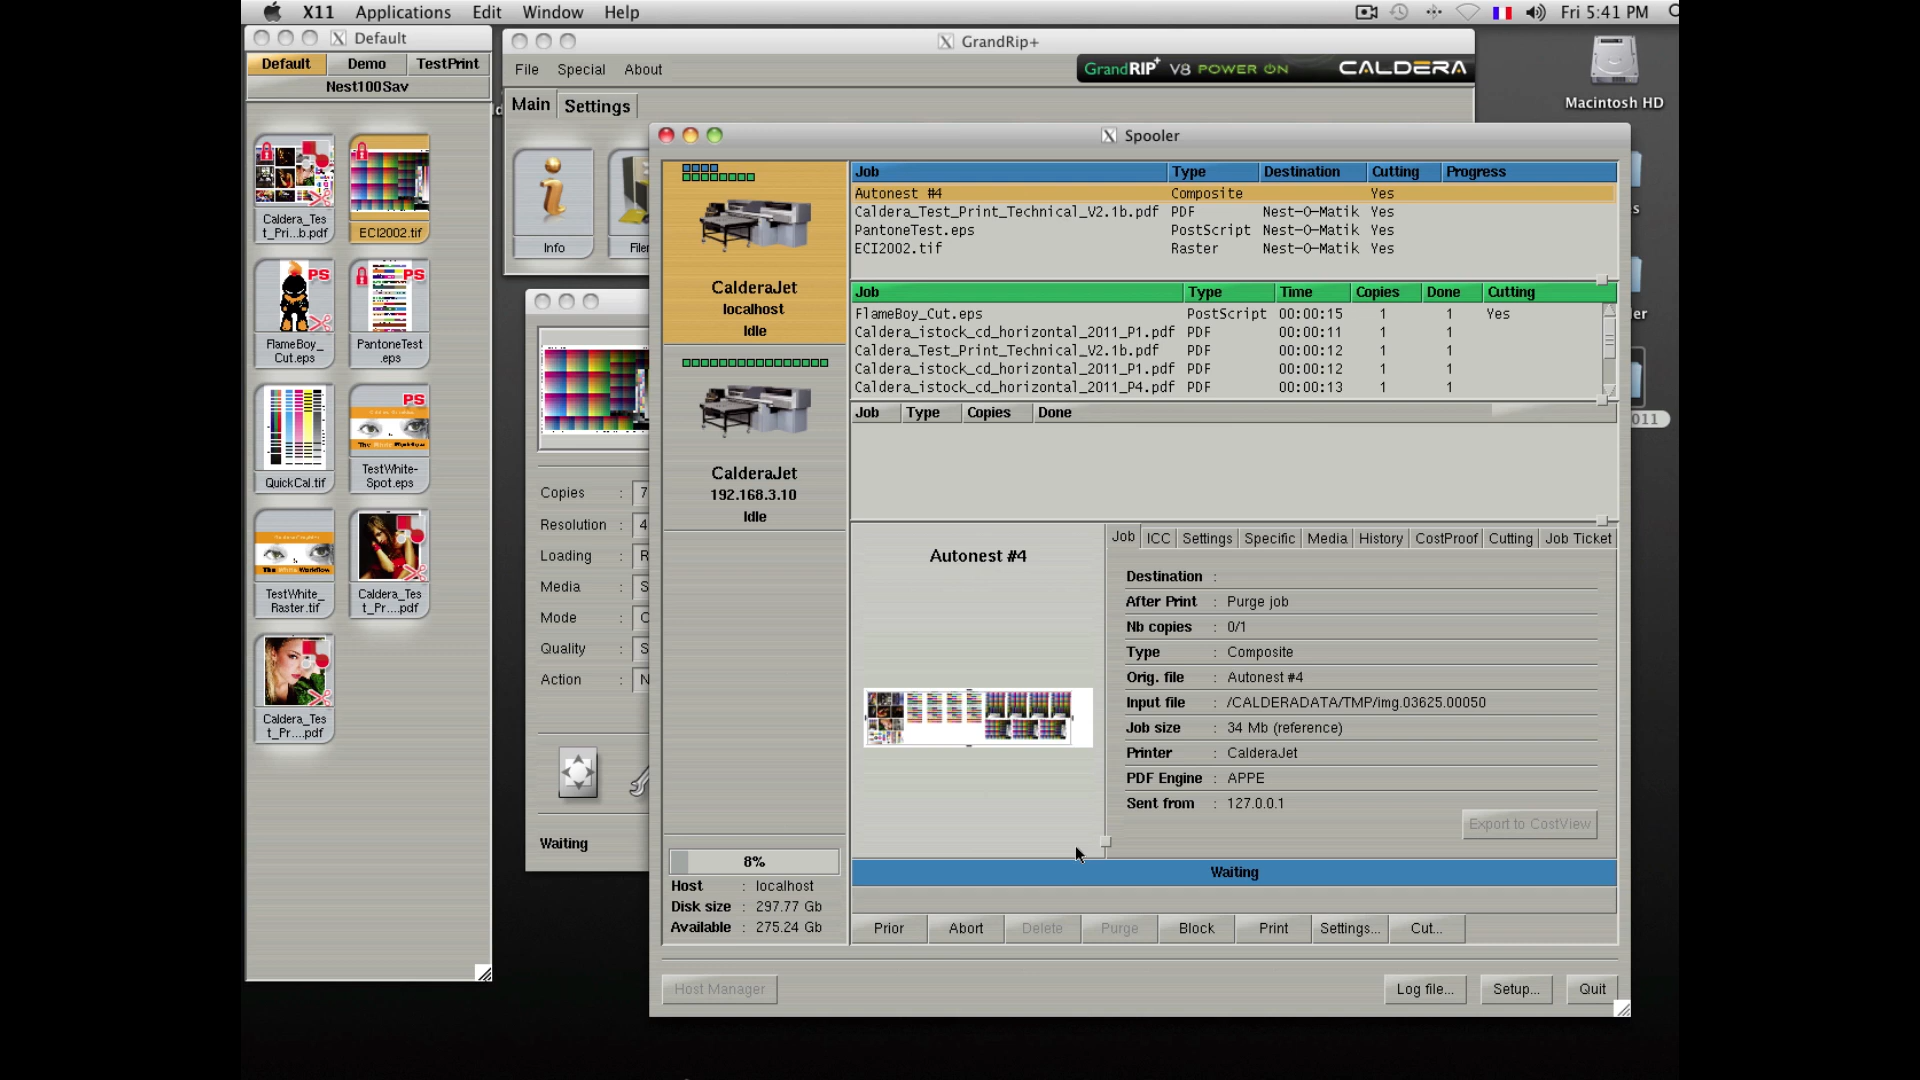 X11 Applications Edit Window Help
Fri 5:41 PM
Default
Default Demo TestPrint
Nest100Sav
Caldera_Tes
t_Pri...b.pdf
ECI2002.tif
PS
FlameBoy_
Cut.eps
PS
PantoneTest
.eps
QuickCal.tif
PS
TestWhite-
Spot.eps
TestWhite_
Raster.tif
Caldera_Tes
t_Pr....pdf
Caldera_Tes
t_Pr....pdf
GrandRip+
File Special About
GrandRIP+ V8 POWER ON CALDERA
Main Settings
Info
Macintosh HD
Copies : 7
Resolution : 4
Loading : R
Media : S
Mode :
Quality : S
Action : N
Waiting
Spooler
CalderaJet
localhost
Idle
CalderaJet
192.168.3.10
Idle
8%
Host : localhost
Disk size : 297.77 Gb
Available : 275.24 Gb
Job Type Destination Cutting Progress
Autonest #4 Composite Yes
Caldera_Test_Print_Technical_V2.1b.pdf PDF Nest-O-Matik Yes
PantoneTest.eps PostScript Nest-O-Matik Yes
ECI2002.tif Raster Nest-O-Matik Yes
Job Type Time Copies Done Cutting
FlameBoy_Cut.eps PostScript 00:00:15 1 1 Yes
Caldera_istock_cd_horizontal_2011_P1.pdf PDF 00:00:11 1 1
Caldera_Test_Print_Technical_V2.1b.pdf PDF 00:00:12 1 1
Caldera_istock_cd_horizontal_2011_P1.pdf PDF 00:00:12 1 1
Caldera_istock_cd_horizontal_2011_P4.pdf PDF 00:00:13 1 1
Job Type Copies Done
Autonest #4
Job ICC Settings Specific Media History CostProof Cutting Job Ticket
Destination :
After Print : Purge job
Nb copies : 0/1
Type : Composite
Orig. file : Autonest #4
Input file : /CALDERADATA/TMP/img.03625.00050
Job size : 34 Mb (reference)
Printer : CalderaJet
PDF Engine : APPE
Sent from : 127.0.0.1
Export to CostView
Waiting
Prior Abort Delete Purge Block Print Settings... Cut...
Host Manager Log file... Setup... Quit